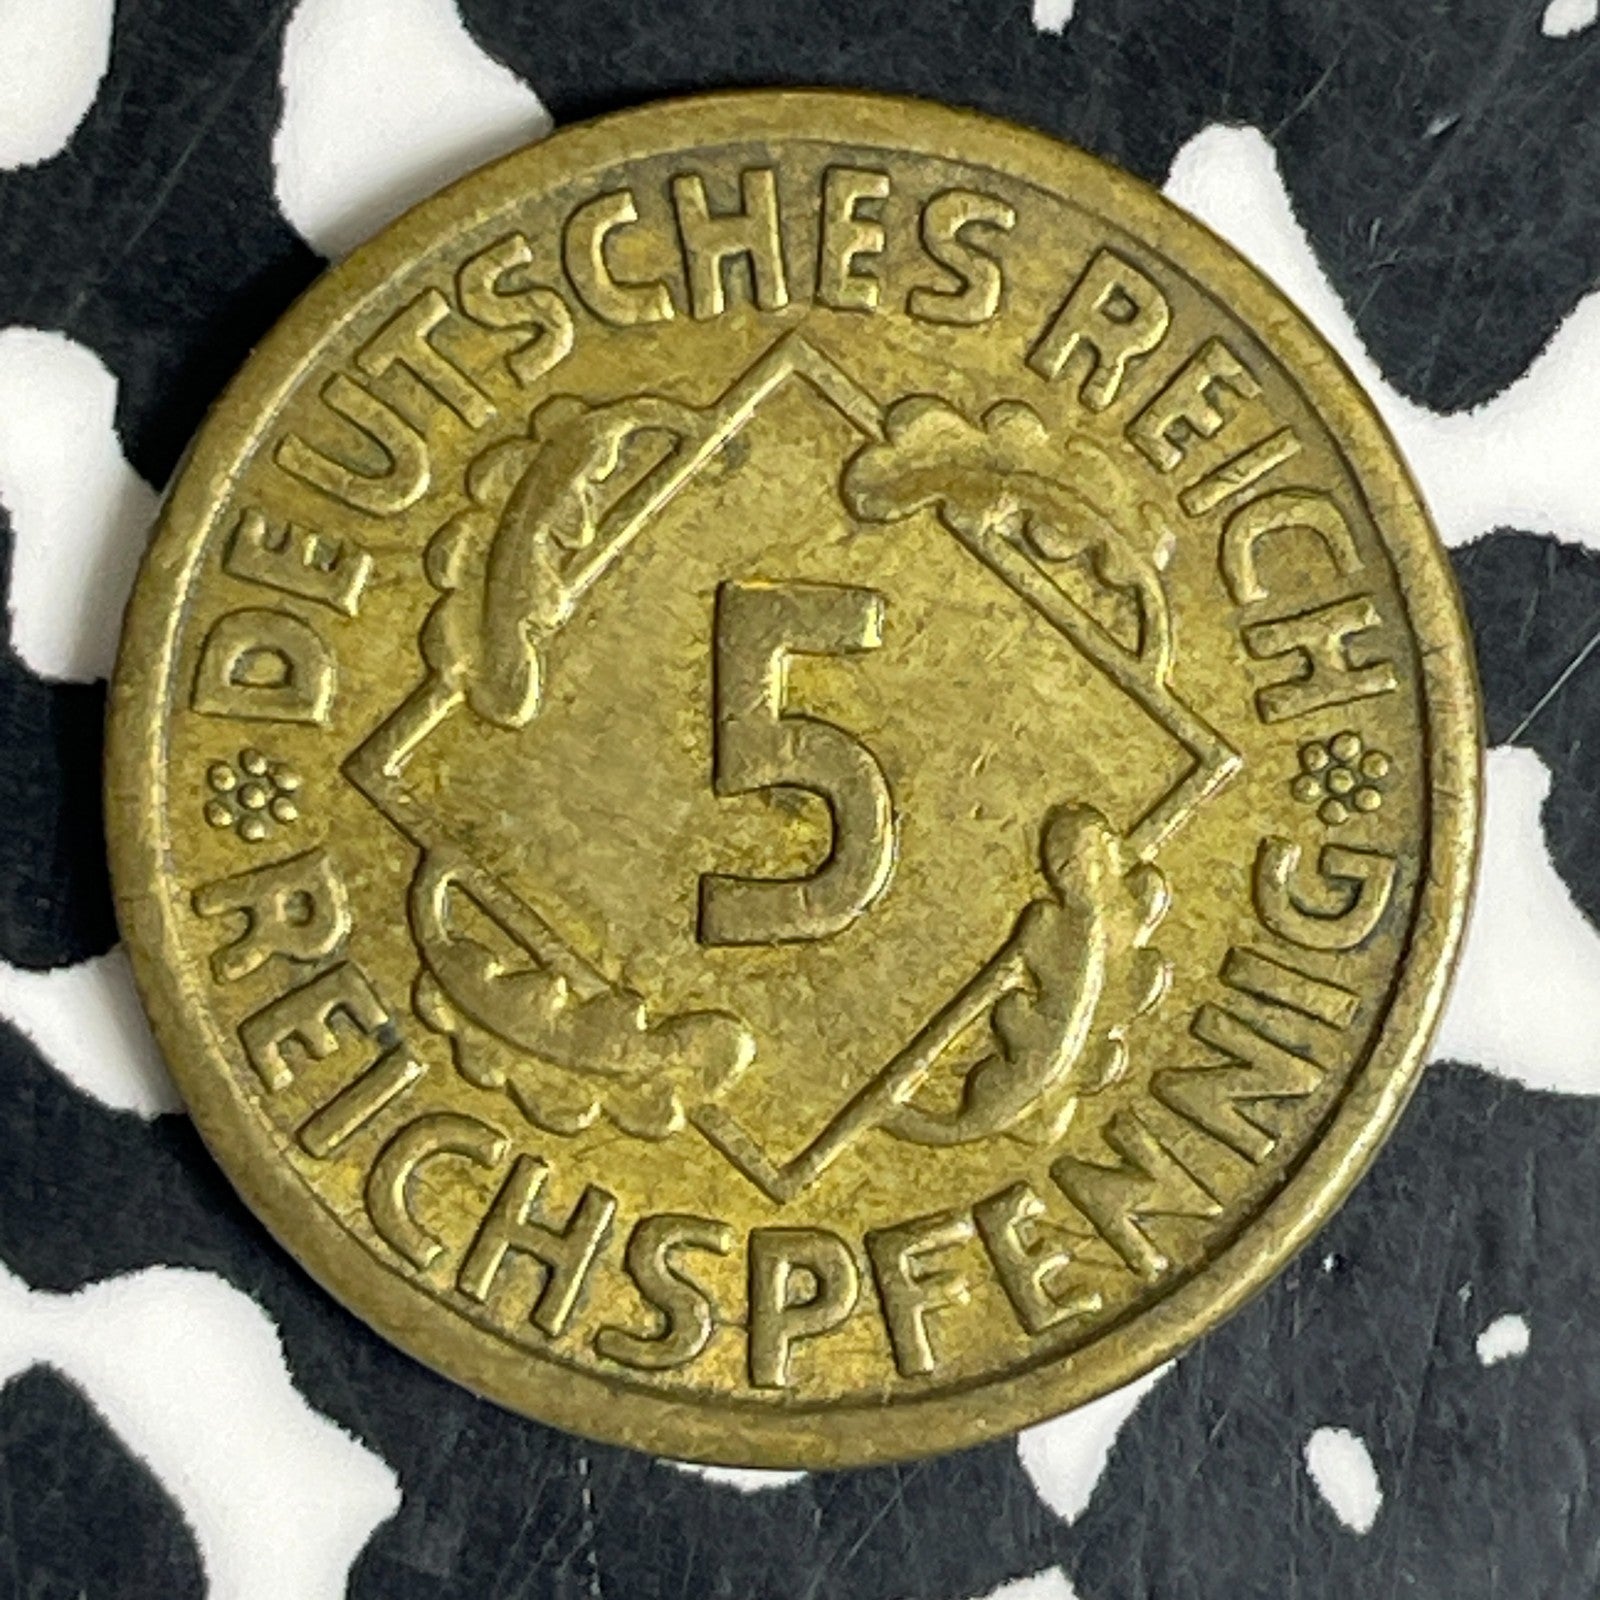 DEUTSCHES REICH
5
REICHSPFENNIG